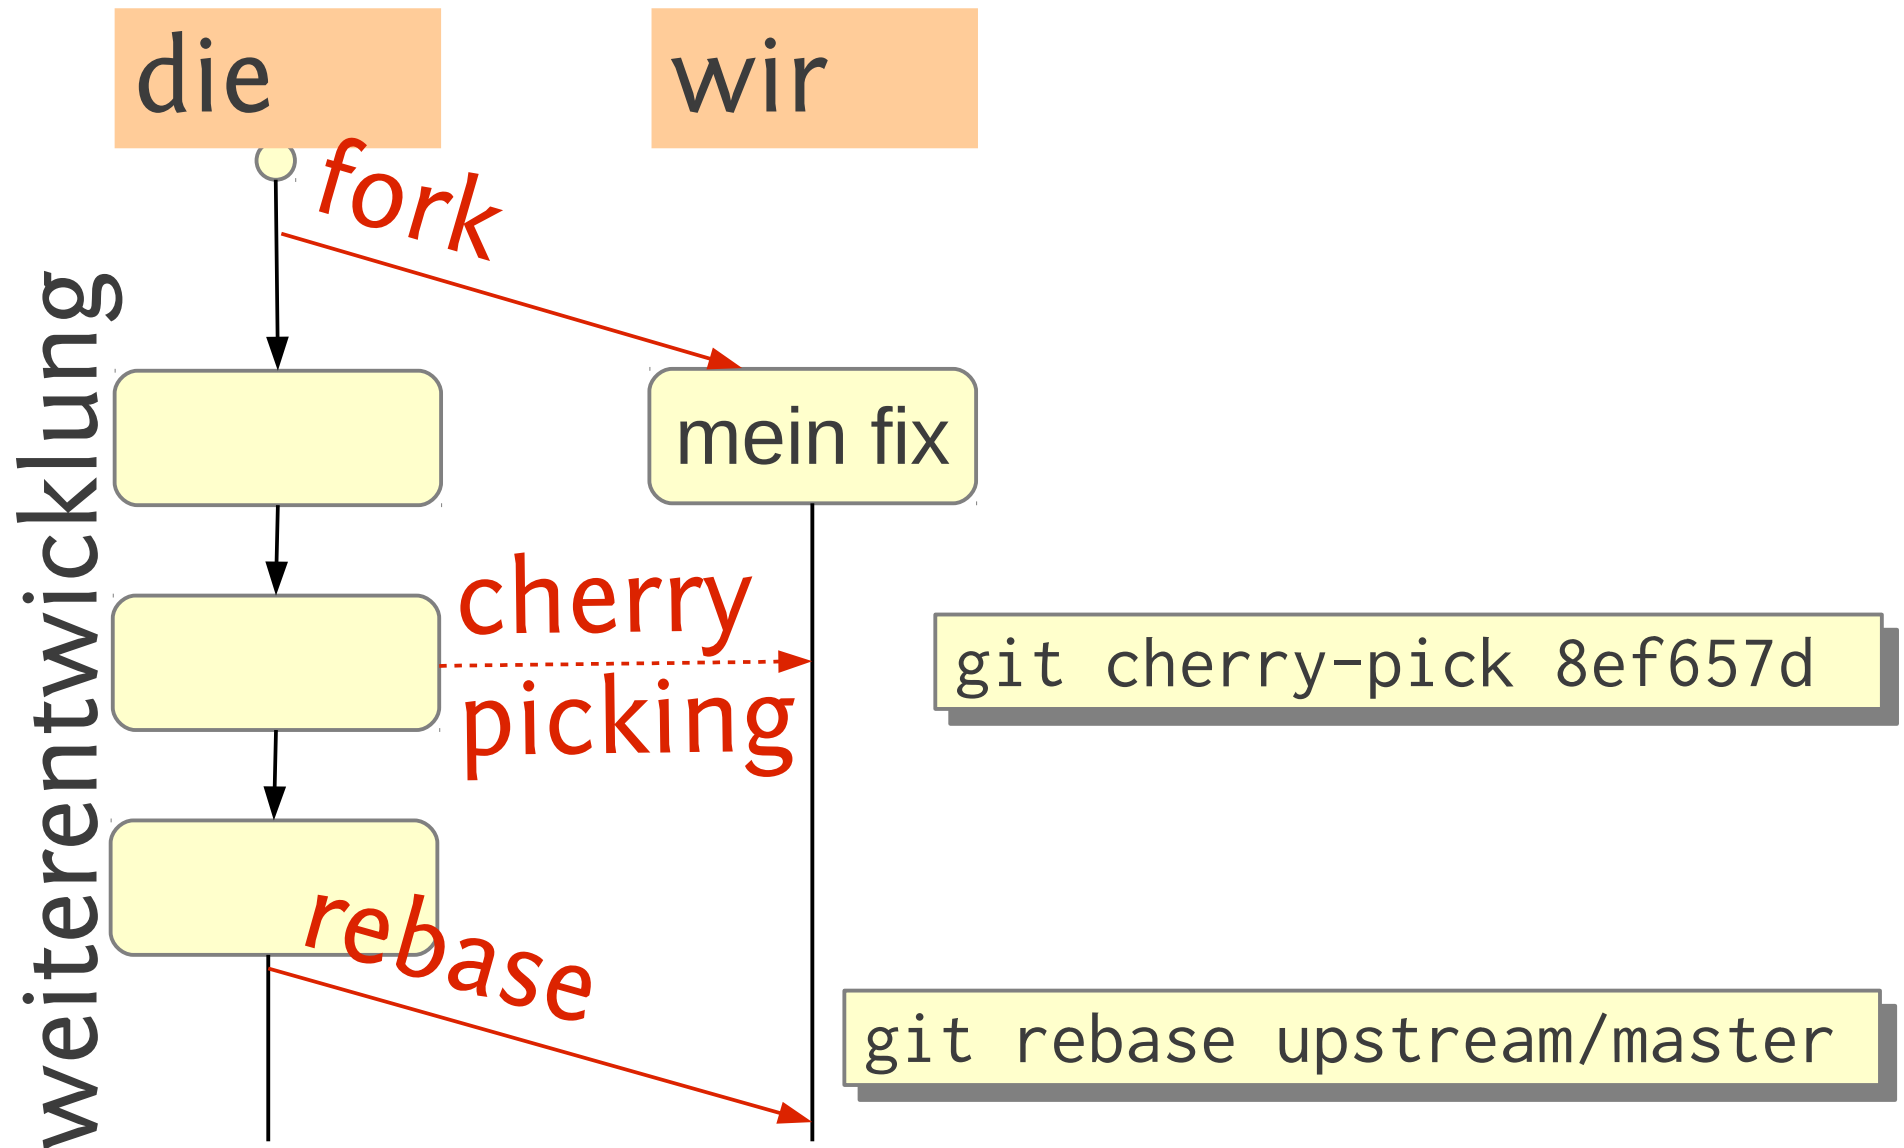 die
wir
fork
weiterentwicklung
mein fix
cherry
picking
git cherry-pick 8ef657d
rebase
git rebase upstream/master